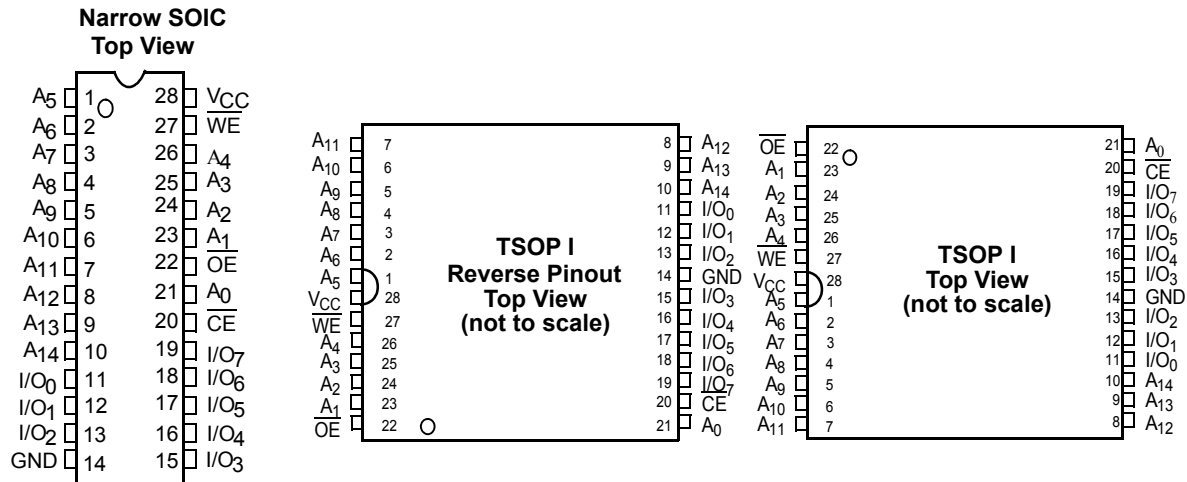 Narrow SOIC
Top View
A5 1 28 VCC
A6 2 27 W̅E̅
A7 3 26 A4
A8 4 25 A3
A9 5 24 A2
A10 6 23 A1
A11 7 22 O̅E̅
A12 8 21 A0
A13 9 20 C̅E̅
A14 10 19 I/O7
I/O0 11 18 I/O6
I/O1 12 17 I/O5
I/O2 13 16 I/O4
GND 14 15 I/O3
A11 7 8 A12
A10 6 9 A13
A9 5 10 A14
A8 4 11 I/O0
A7 3 12 I/O1
A6 2 13 I/O2
A5 1 14 GND
VCC 28 15 I/O3
W̅E̅ 27 16 I/O4
A4 26 17 I/O5
A3 25 18 I/O6
A2 24 19 I/O7
A1 23 20 C̅E̅
O̅E̅ 22 21 A0
TSOP I
Reverse Pinout
Top View
(not to scale)
O̅E̅ 22 21 A0
A1 23 20 C̅E̅
A2 24 19 I/O7
A3 25 18 I/O6
A4 26 17 I/O5
W̅E̅ 27 16 I/O4
VCC 28 15 I/O3
A5 1 14 GND
A6 2 13 I/O2
A7 3 12 I/O1
A8 4 11 I/O0
A9 5 10 A14
A10 6 9 A13
A11 7 8 A12
TSOP I
Top View
(not to scale)